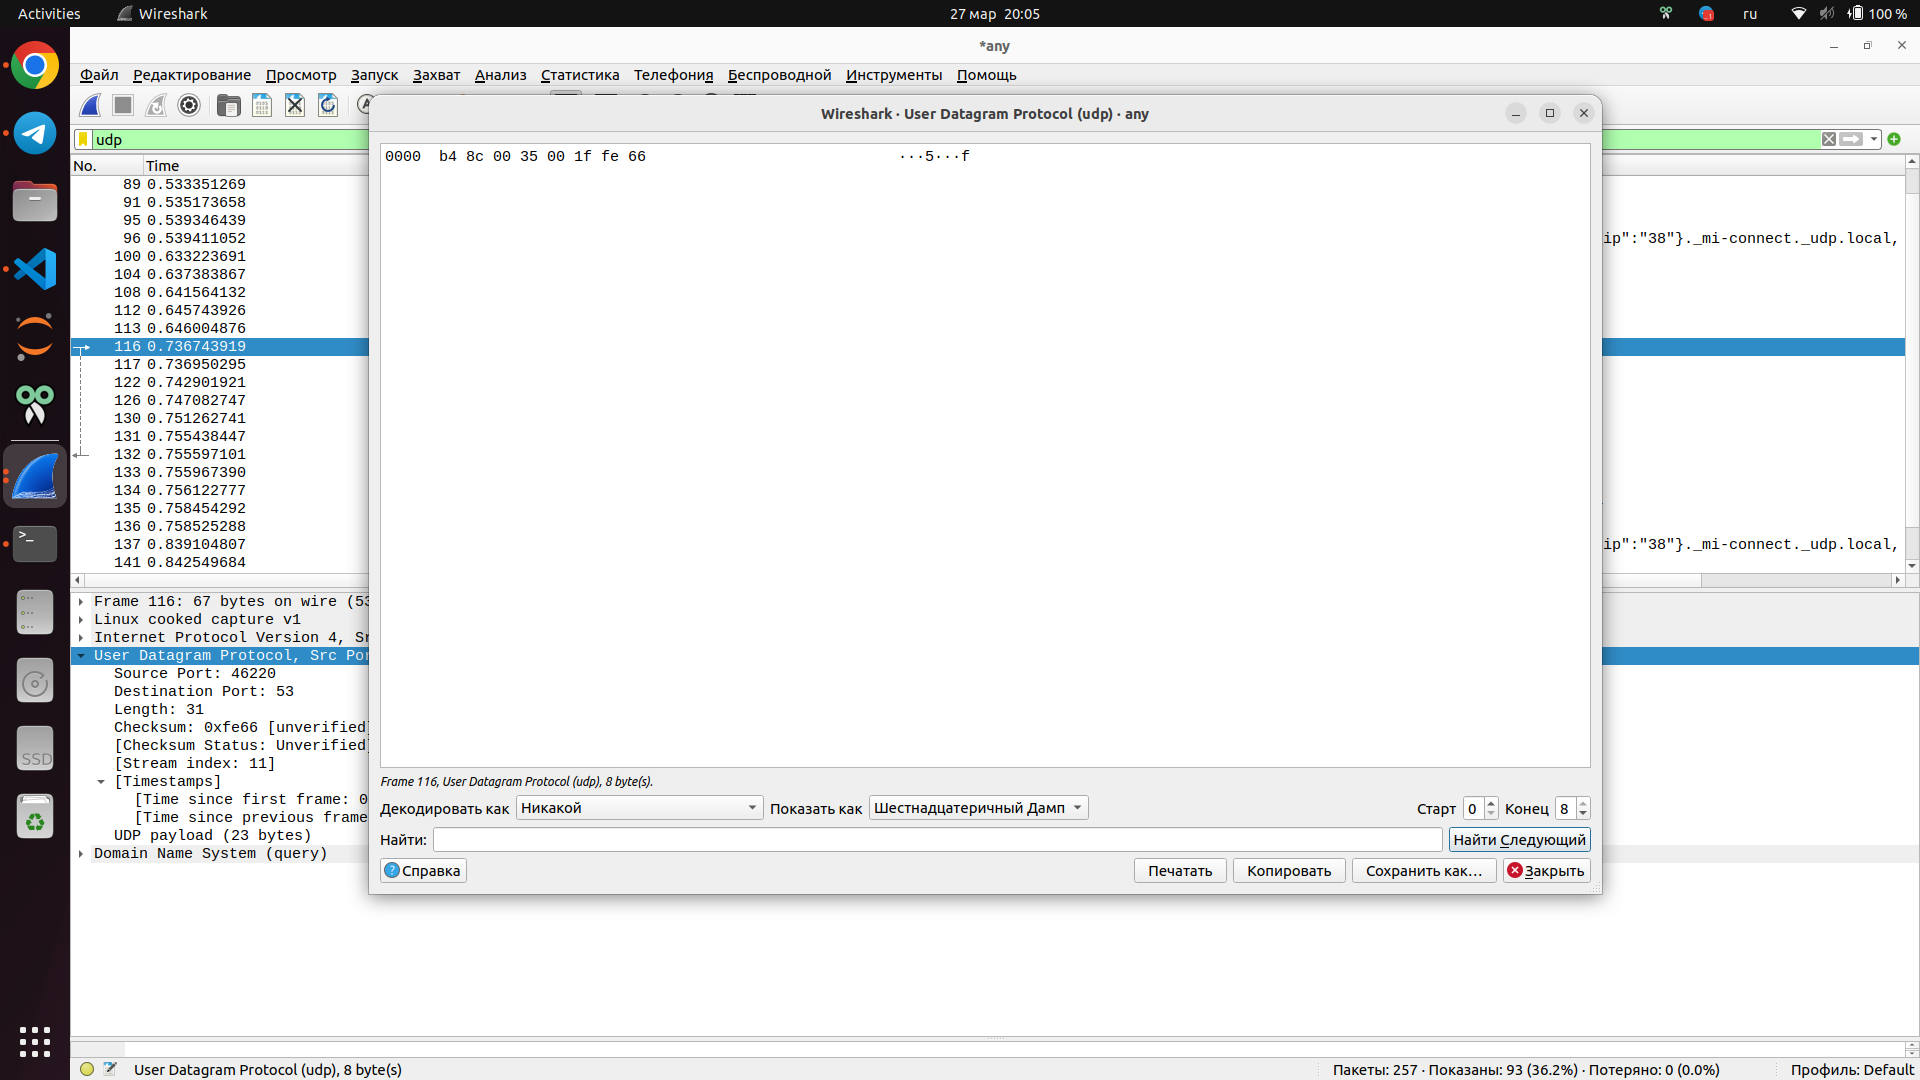 Activities
Wireshark
27 мар 20:05
ru
100 %
*any
Файл Редактирование Просмотр Запуск Захват Анализ Статистика Телефония Беспроводной Инструменты Помощь
Wireshark · User Datagram Protocol (udp) · any
udp
No. Time
89 0.533351269
91 0.535173658
95 0.539346439
96 0.539411052
ip":"38"}._mi-connect._udp.local,
100 0.633223691
104 0.637383867
108 0.641564132
112 0.645743926
113 0.646004876
116 0.736743919
117 0.736950295
122 0.742901921
126 0.747082747
130 0.751262741
131 0.755438447
132 0.755597101
133 0.755967390
134 0.756122777
135 0.758454292
136 0.758525288
137 0.839104807
ip":"38"}._mi-connect._udp.local,
141 0.842549684
0000 b4 8c 00 35 00 1f fe 66 ···5···f
Frame 116: 67 bytes on wire (53
Linux cooked capture v1
Internet Protocol Version 4, Sr
User Datagram Protocol, Src Por
Source Port: 46220
Destination Port: 53
Length: 31
Checksum: 0xfe66 [unverified]
[Checksum Status: Unverified]
[Stream index: 11]
[Timestamps]
[Time since first frame: 0
[Time since previous frame
UDP payload (23 bytes)
Domain Name System (query)
Frame 116, User Datagram Protocol (udp), 8 byte(s).
Декодировать как Никакой Показать как Шестнадцатеричный Дамп Старт 0 Конец 8
Найти: Найти Следующий
Справка Печатать Копировать Сохранить как… Закрыть
SSD
User Datagram Protocol (udp), 8 byte(s)
Пакеты: 257 · Показаны: 93 (36.2%) · Потеряно: 0 (0.0%)
Профиль: Default